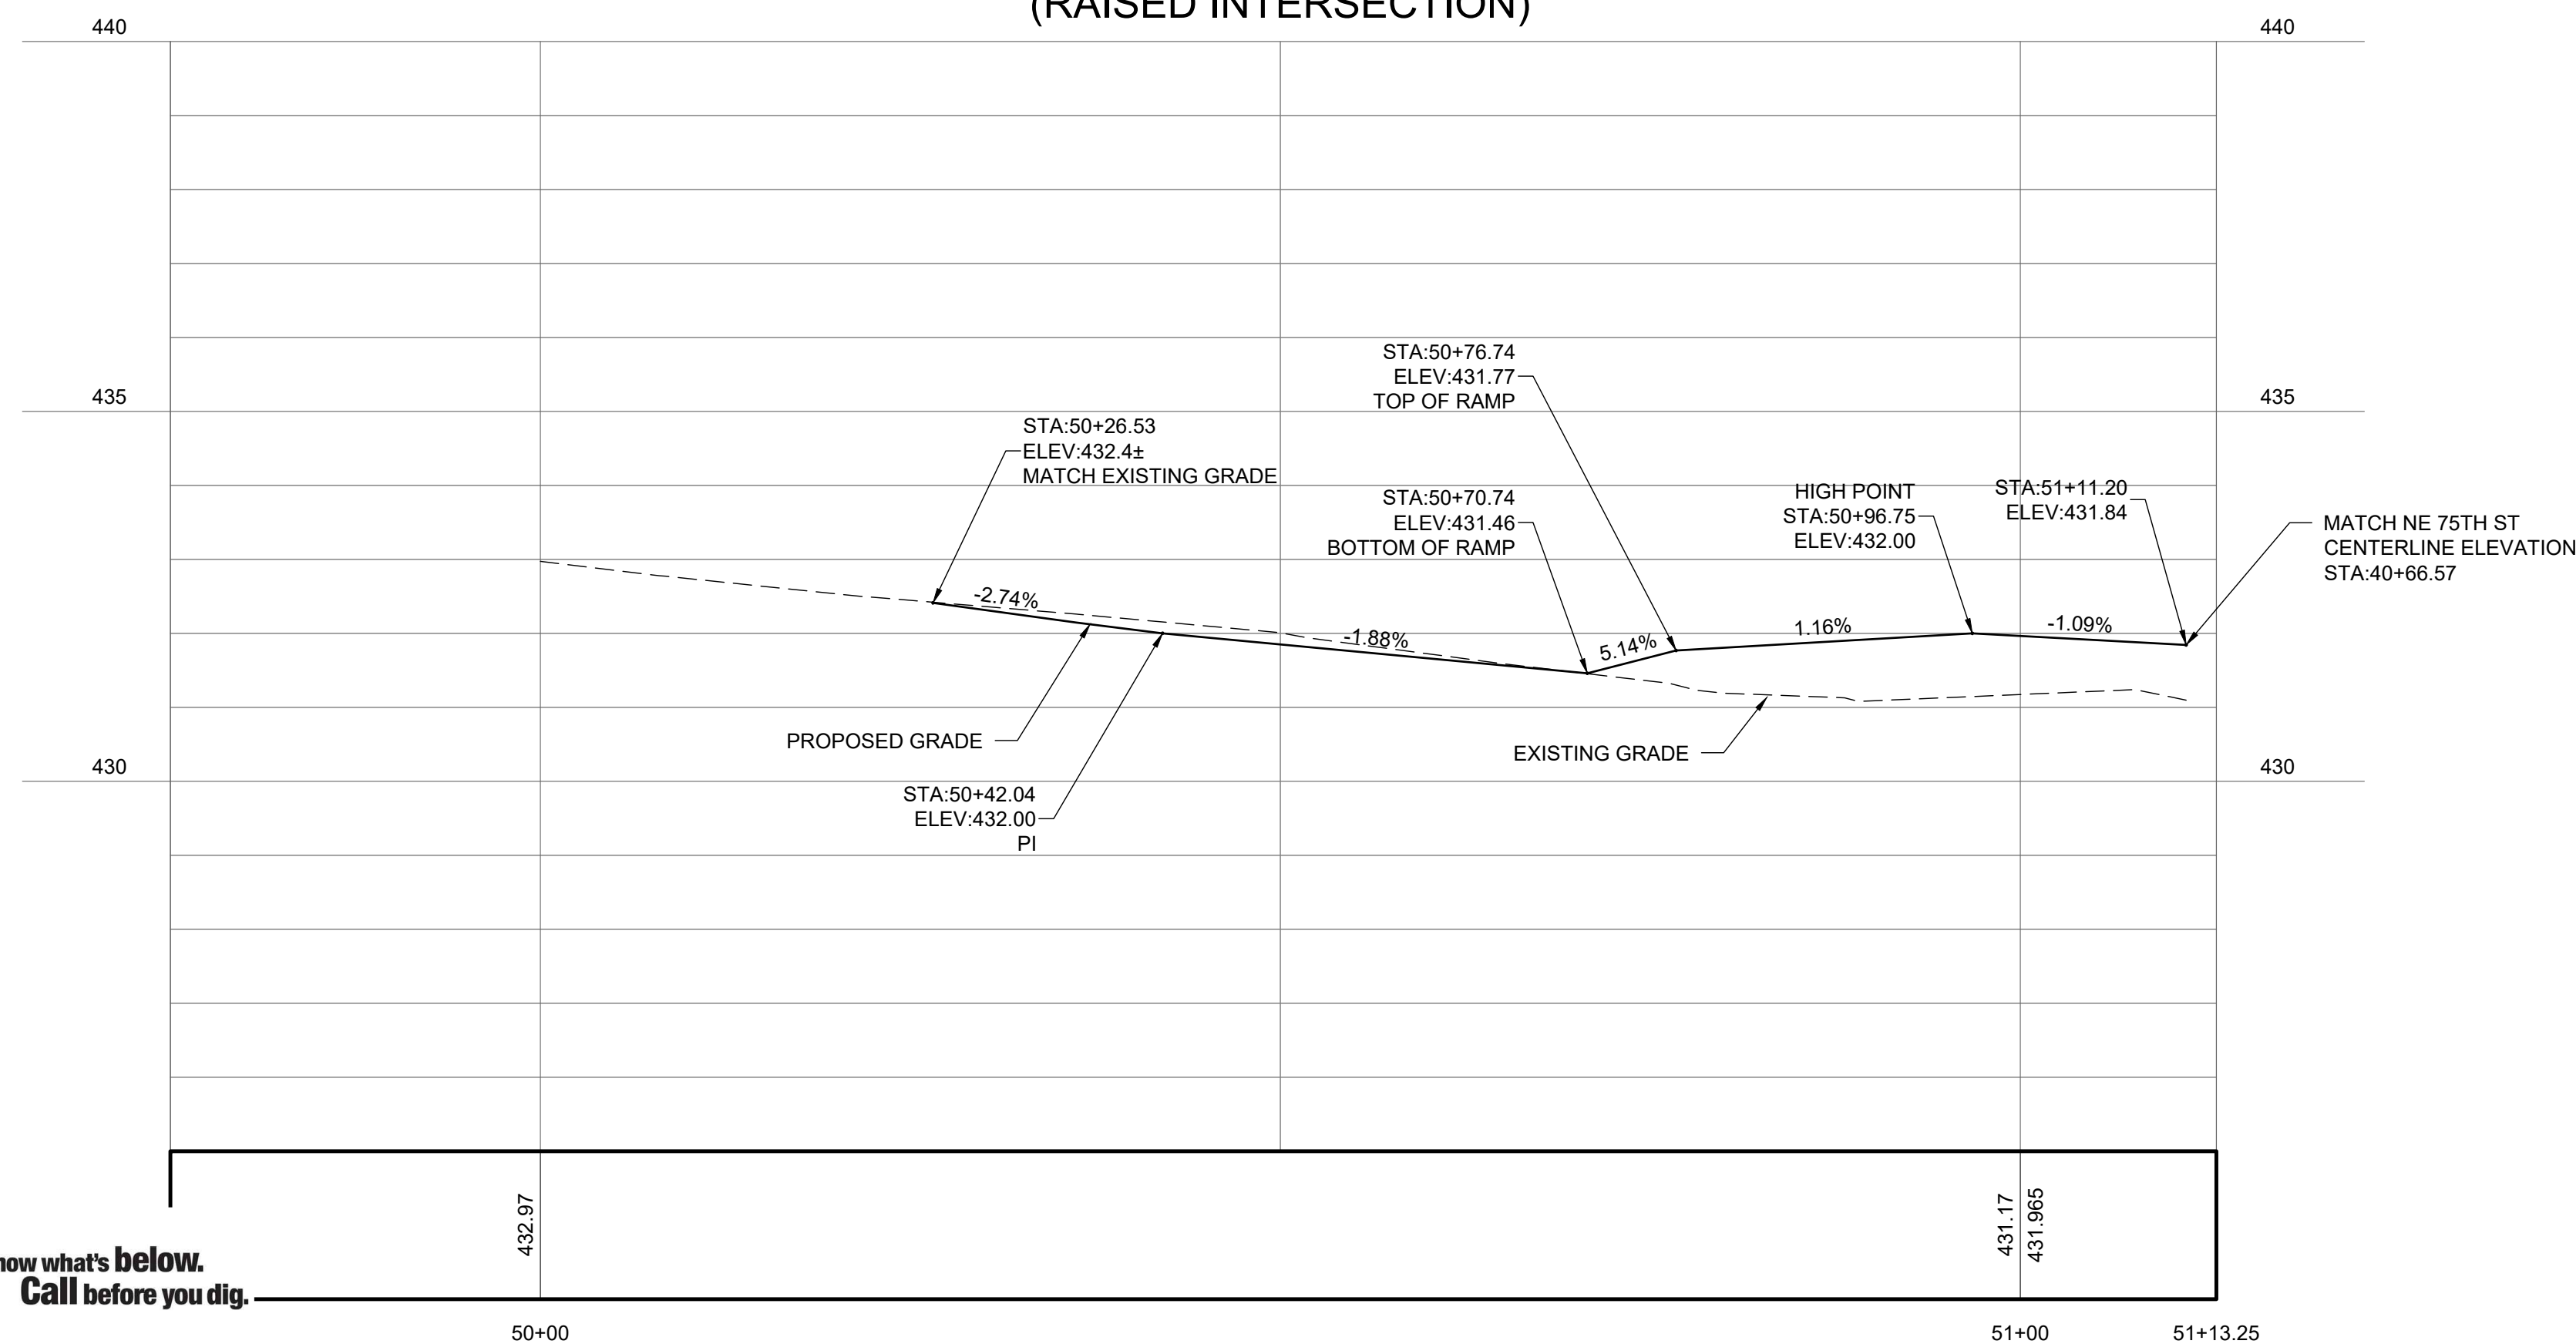 (RAISED INTERSECTION)
440
440
STA:50+76.74
ELEV:431.77
TOP OF RAMP
435
435
STA:50+26.53
ELEV:432.4±
MATCH EXISTING GRADE
STA:50+70.74
ELEV:431.46
BOTTOM OF RAMP
HIGH POINT
STA:50+96.75
ELEV:432.00
STA:51+11.20
ELEV:431.84
MATCH NE 75TH ST
CENTERLINE ELEVATION
STA:40+66.57
-2.74%
-1.88%
5.14%
1.16%
-1.09%
PROPOSED GRADE
EXISTING GRADE
430
430
STA:50+42.04
ELEV:432.00
PI
432.97
431.17
431.965
now what's below.
Call before you dig.
50+00
51+00
51+13.25